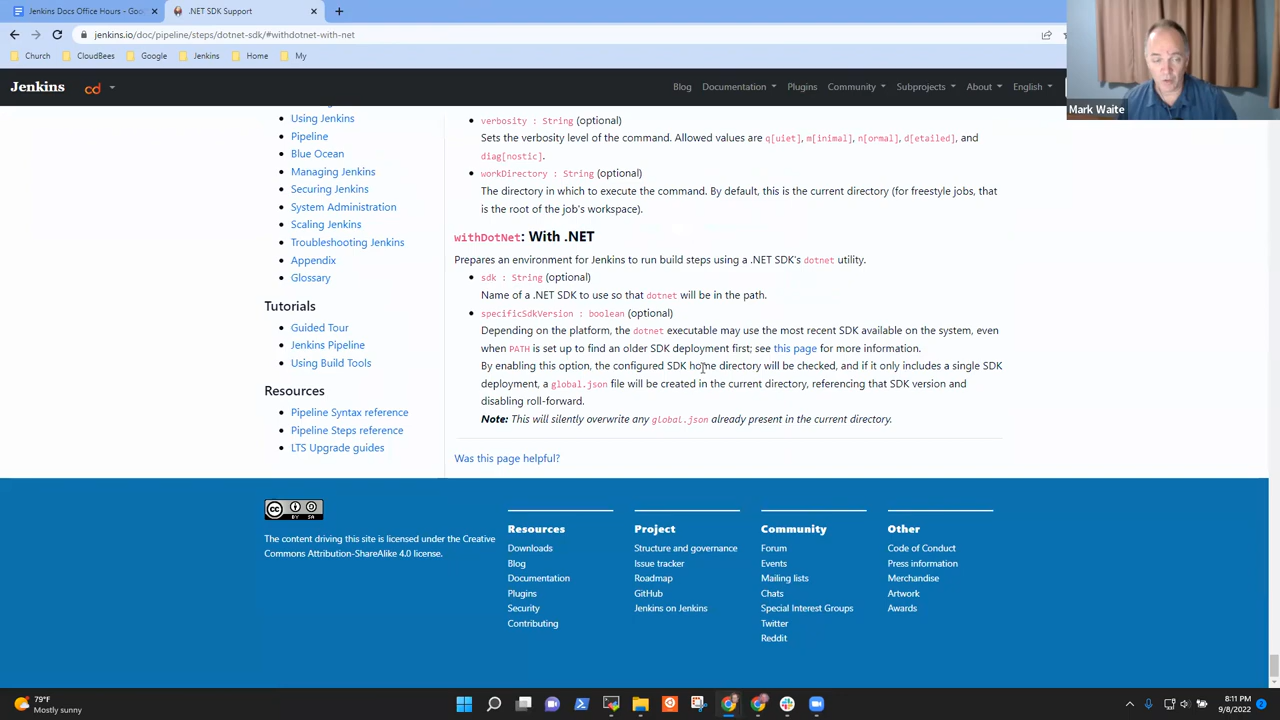 Jenkins Docs Office Hours - Goo
.NET SDK Support
jenkins.io/doc/pipeline/steps/dotnet-sdk/#withdotnet-with-net
Church
CloudBees
Google
Jenkins
Home
My
Jenkins
cd
Blog
Documentation
Plugins
Community
Subprojects
About
English
Mark Waite
Using Jenkins
Pipeline
Blue Ocean
Managing Jenkins
Securing Jenkins
System Administration
Scaling Jenkins
Troubleshooting Jenkins
Appendix
Glossary
Tutorials
Guided Tour
Jenkins Pipeline
Using Build Tools
Resources
Pipeline Syntax reference
Pipeline Steps reference
LTS Upgrade guides
verbosity : String (optional)
Sets the verbosity level of the command. Allowed values are q[uiet], m[inimal], n[ormal], d[etailed], and
diag[nostic].
workDirectory : String (optional)
The directory in which to execute the command. By default, this is the current directory (for freestyle jobs, that
is the root of the job's workspace).
withDotNet: With .NET
Prepares an environment for Jenkins to run build steps using a .NET SDK's dotnet utility.
sdk : String (optional)
Name of a .NET SDK to use so that dotnet will be in the path.
specificSdkVersion : boolean (optional)
Depending on the platform, the dotnet executable may use the most recent SDK available on the system, even
when PATH is set up to find an older SDK deployment first; see this page for more information.
By enabling this option, the configured SDK home directory will be checked, and if it only includes a single SDK
deployment, a global.json file will be created in the current directory, referencing that SDK version and
disabling roll-forward.
Note: This will silently overwrite any global.json already present in the current directory.
Was this page helpful?
CC BY SA
The content driving this site is licensed under the Creative
Commons Attribution-ShareAlike 4.0 license.
Resources
Downloads
Blog
Documentation
Plugins
Security
Contributing
Project
Structure and governance
Issue tracker
Roadmap
GitHub
Jenkins on Jenkins
Community
Forum
Events
Mailing lists
Chats
Special Interest Groups
Twitter
Reddit
Other
Code of Conduct
Press information
Merchandise
Artwork
Awards
79°F
Mostly sunny
8:11 PM
9/8/2022
2